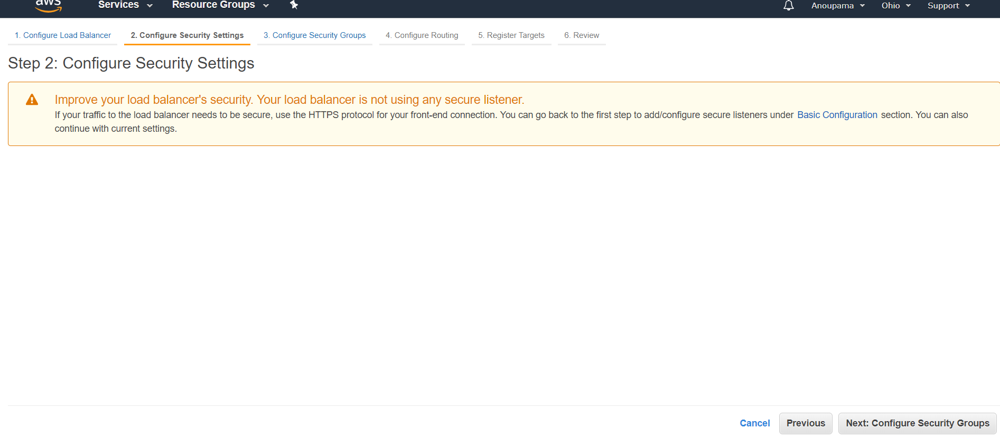 aws Services Resource Groups Anoupama Ohio Support
1. Configure Load Balancer 2. Configure Security Settings 3. Configure Security Groups 4. Configure Routing 5. Register Targets 6. Review
Step 2: Configure Security Settings
Improve your load balancer's security. Your load balancer is not using any secure listener.
If your traffic to the load balancer needs to be secure, use the HTTPS protocol for your front-end connection. You can go back to the first step to add/configure secure listeners under Basic Configuration section. You can also
continue with current settings.
Cancel Previous Next: Configure Security Groups